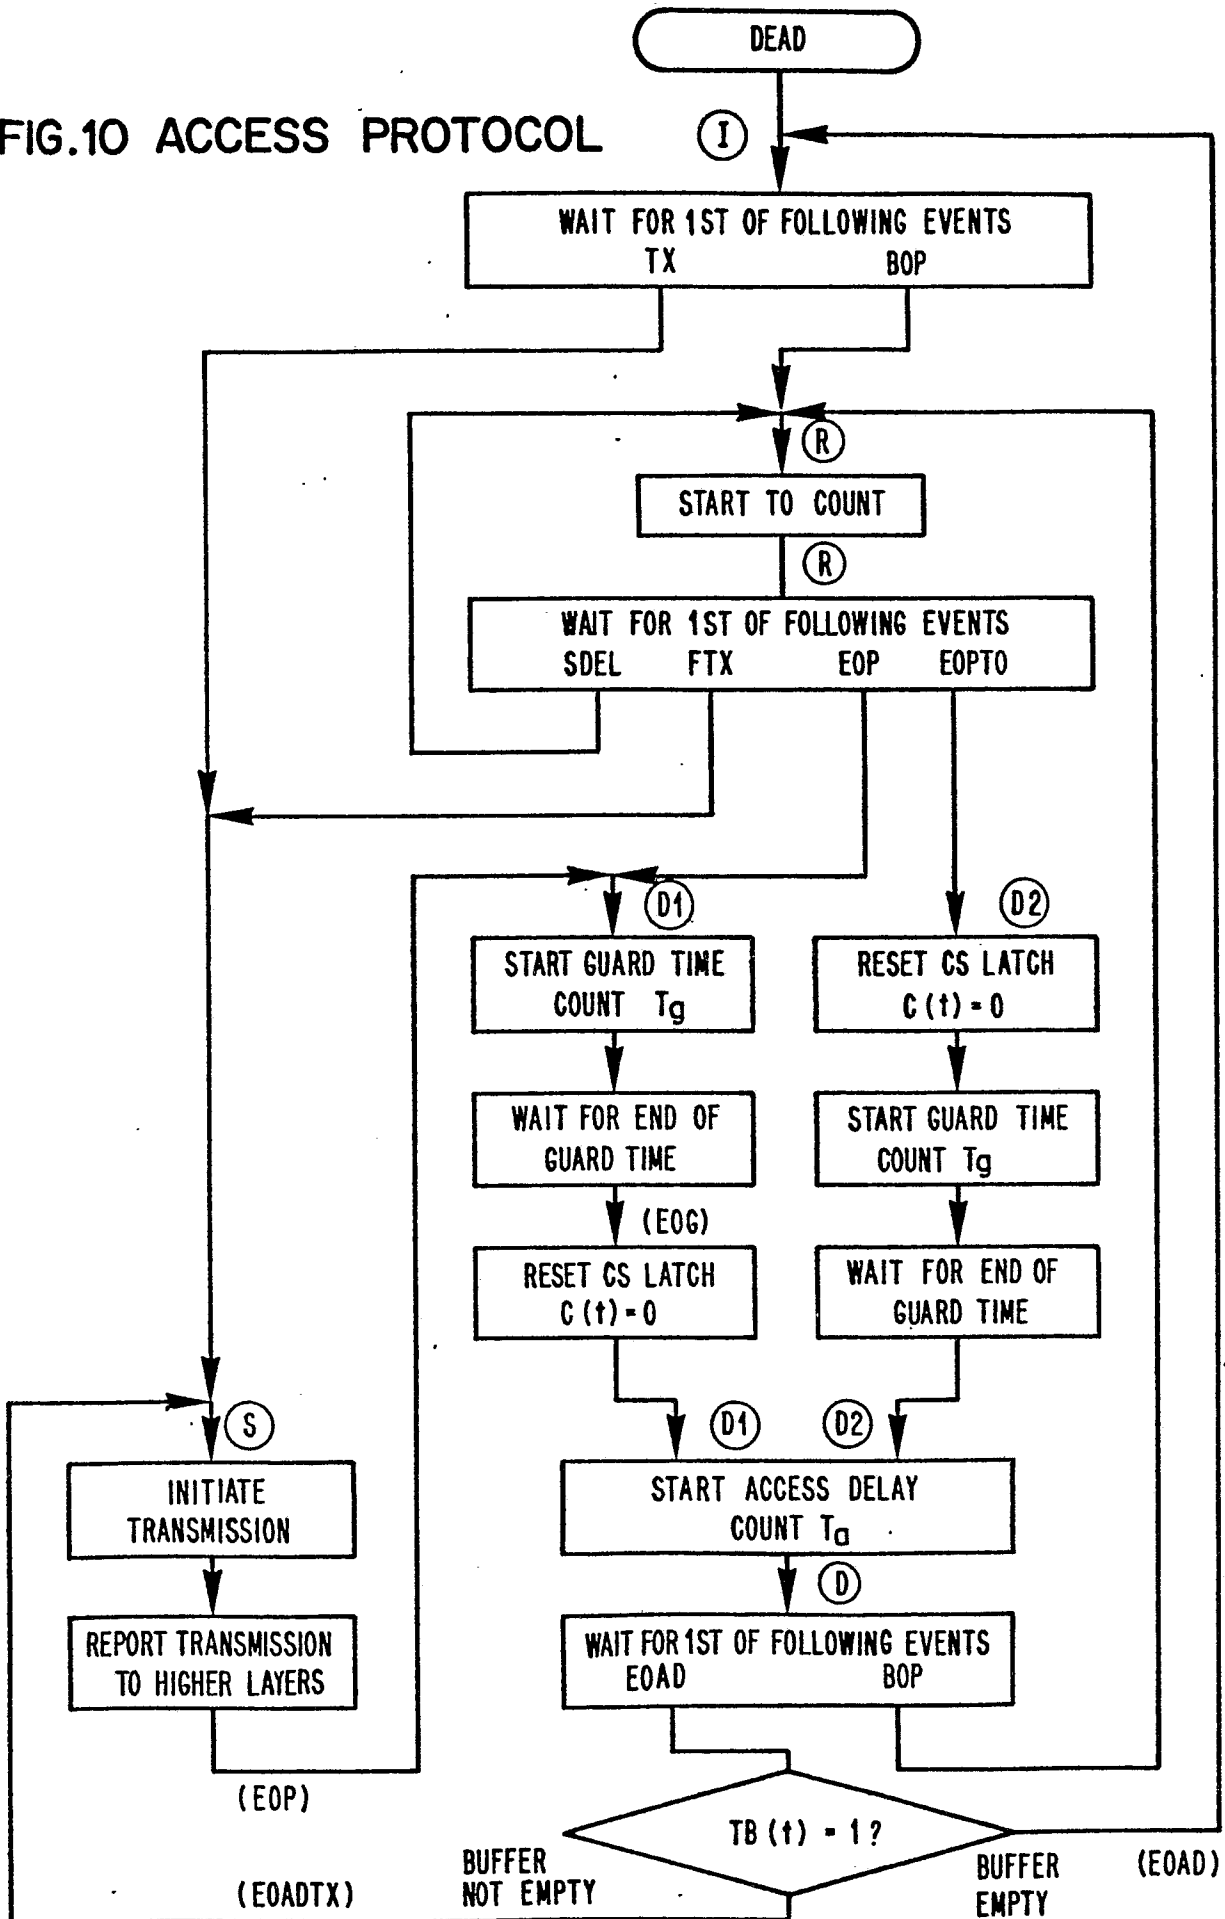 DEAD
FIG.10 ACCESS PROTOCOL
I
WAIT FOR 1ST OF FOLLOWING EVENTS
TX BOP
R
START TO COUNT
R
WAIT FOR 1ST OF FOLLOWING EVENTS
SDEL FTX EOP EOPTO
D1
D2
START GUARD TIME
COUNT Tg
RESET CS LATCH
C(t)=0
WAIT FOR END OF
GUARD TIME
START GUARD TIME
COUNT Tg
(EOG)
RESET CS LATCH
C(t)=0
WAIT FOR END OF
GUARD TIME
S
D1
D2
INITIATE
TRANSMISSION
START ACCESS DELAY
COUNT Ta
D
REPORT TRANSMISSION
TO HIGHER LAYERS
WAIT FOR 1ST OF FOLLOWING EVENTS
EOAD BOP
(EOP)
TB(t) = 1?
BUFFER
NOT EMPTY
BUFFER
EMPTY
(EOAD)
(EOADTX)